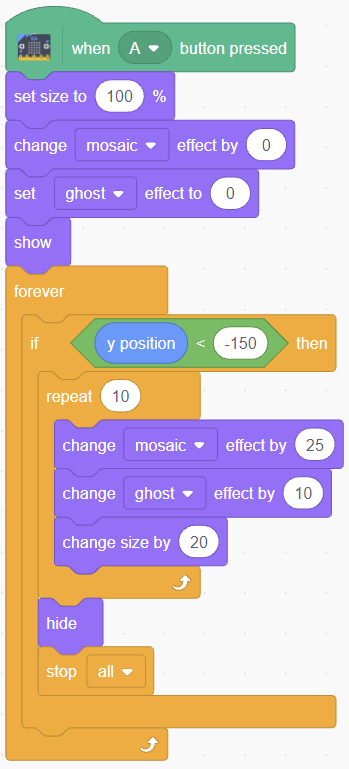 when A button pressed
set size to 100 %
change mosaic effect by 0
set ghost effect to 0
show
forever
if y position < -150 then
repeat 10
change mosaic effect by 25
change ghost effect by 10
change size by 20
hide
stop all